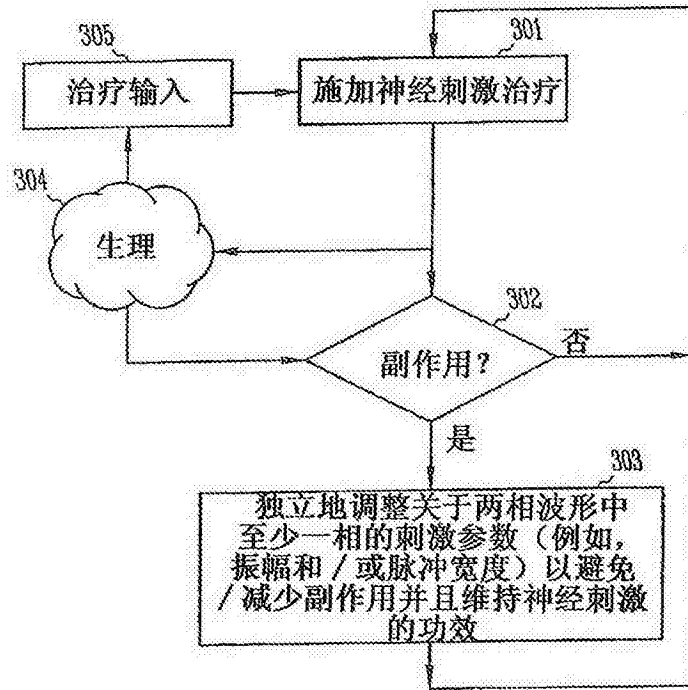 305
治疗输入
301
施加神经刺激治疗
304
生理
302
副作用？
否
是
303
独立地调整关于两相波形中
至少一相的刺激参数（例如，
振幅和／或脉冲宽度）以避免
／减少副作用并且维持神经刺激
的功效